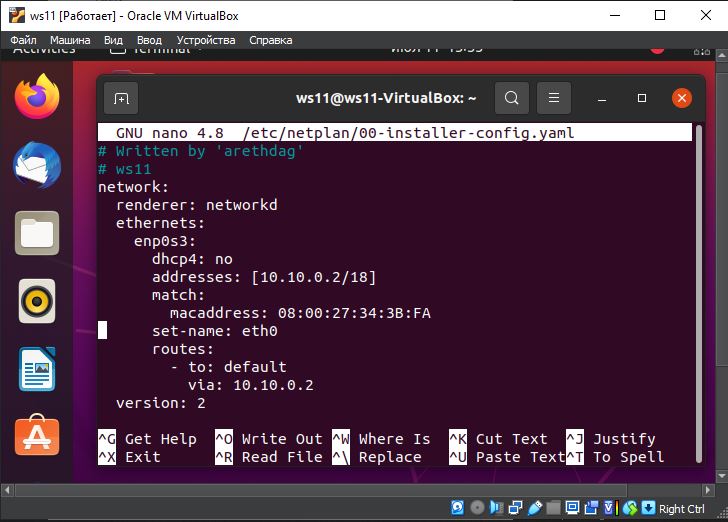 ws11 [Работает] - Oracle VM VirtualBox
Файл Машина Вид Ввод Устройства Справка
Activities Terminal
ws11@ws11-VirtualBox: ~
GNU nano 4.8 /etc/netplan/00-installer-config.yaml
# Written by 'arethdag'
# ws11
network:
  renderer: networkd
  ethernets:
    enp0s3:
      dhcp4: no
      addresses: [10.10.0.2/18]
      match:
        macaddress: 08:00:27:34:3B:FA
      set-name: eth0
      routes:
        - to: default
          via: 10.10.0.2
  version: 2
^G Get Help ^O Write Out ^W Where Is ^K Cut Text ^J Justify
^X Exit ^R Read File ^\ Replace ^U Paste Text ^T To Spell
Right Ctrl